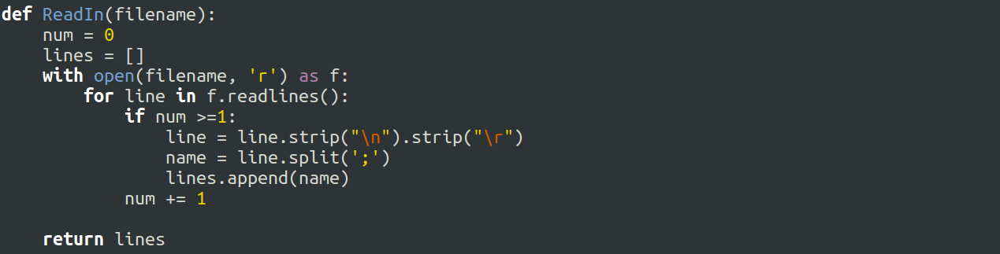 def ReadIn(filename):
    num = 0
    lines = []
    with open(filename, 'r') as f:
        for line in f.readlines():
            if num >=1:
                line = line.strip("\n").strip("\r")
                name = line.split(';')
                lines.append(name)
            num += 1
    return lines